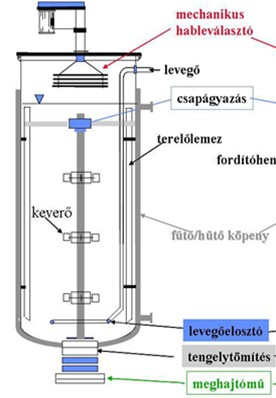 mechanikus
hableválasztó
levegő
csapágyazás
terelőlemez
fordítóhen
keverő
fűtő/hűtő köpeny
levegőelosztó
tengelytömítés
meghajtómű